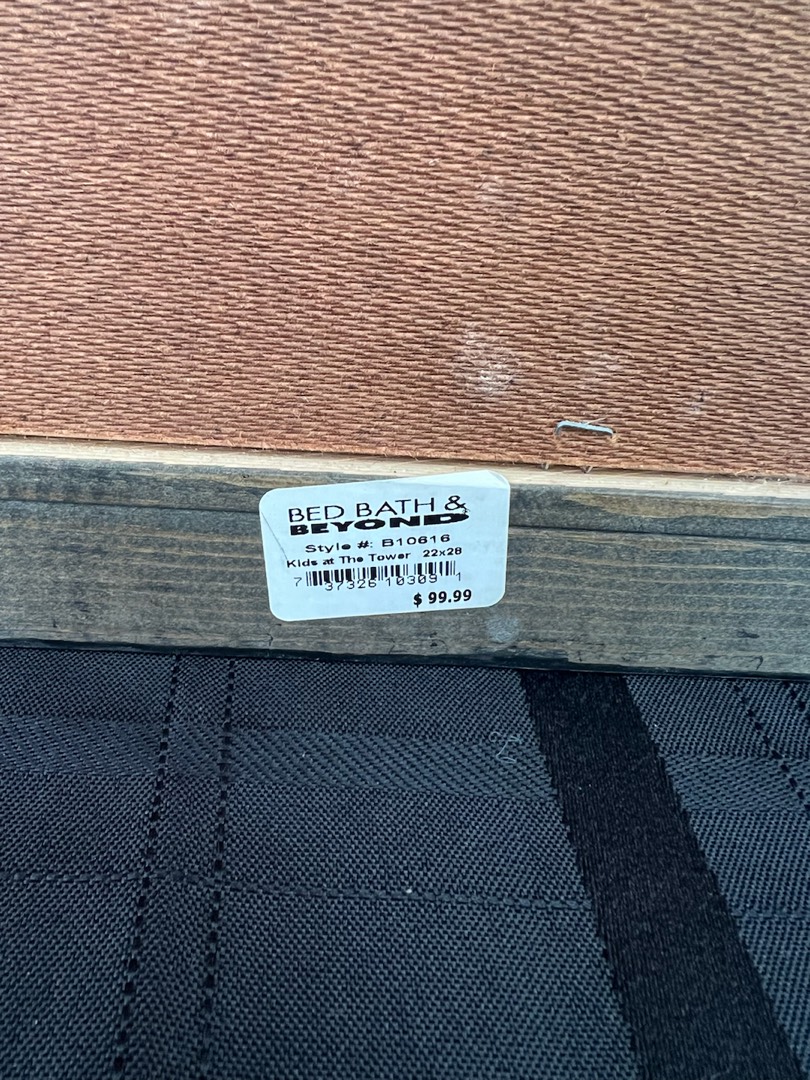 BED BATH &
BEYOND
Style #: B10616
Kids at The Tower 22x28
7 37326 10309 1
$ 99.99